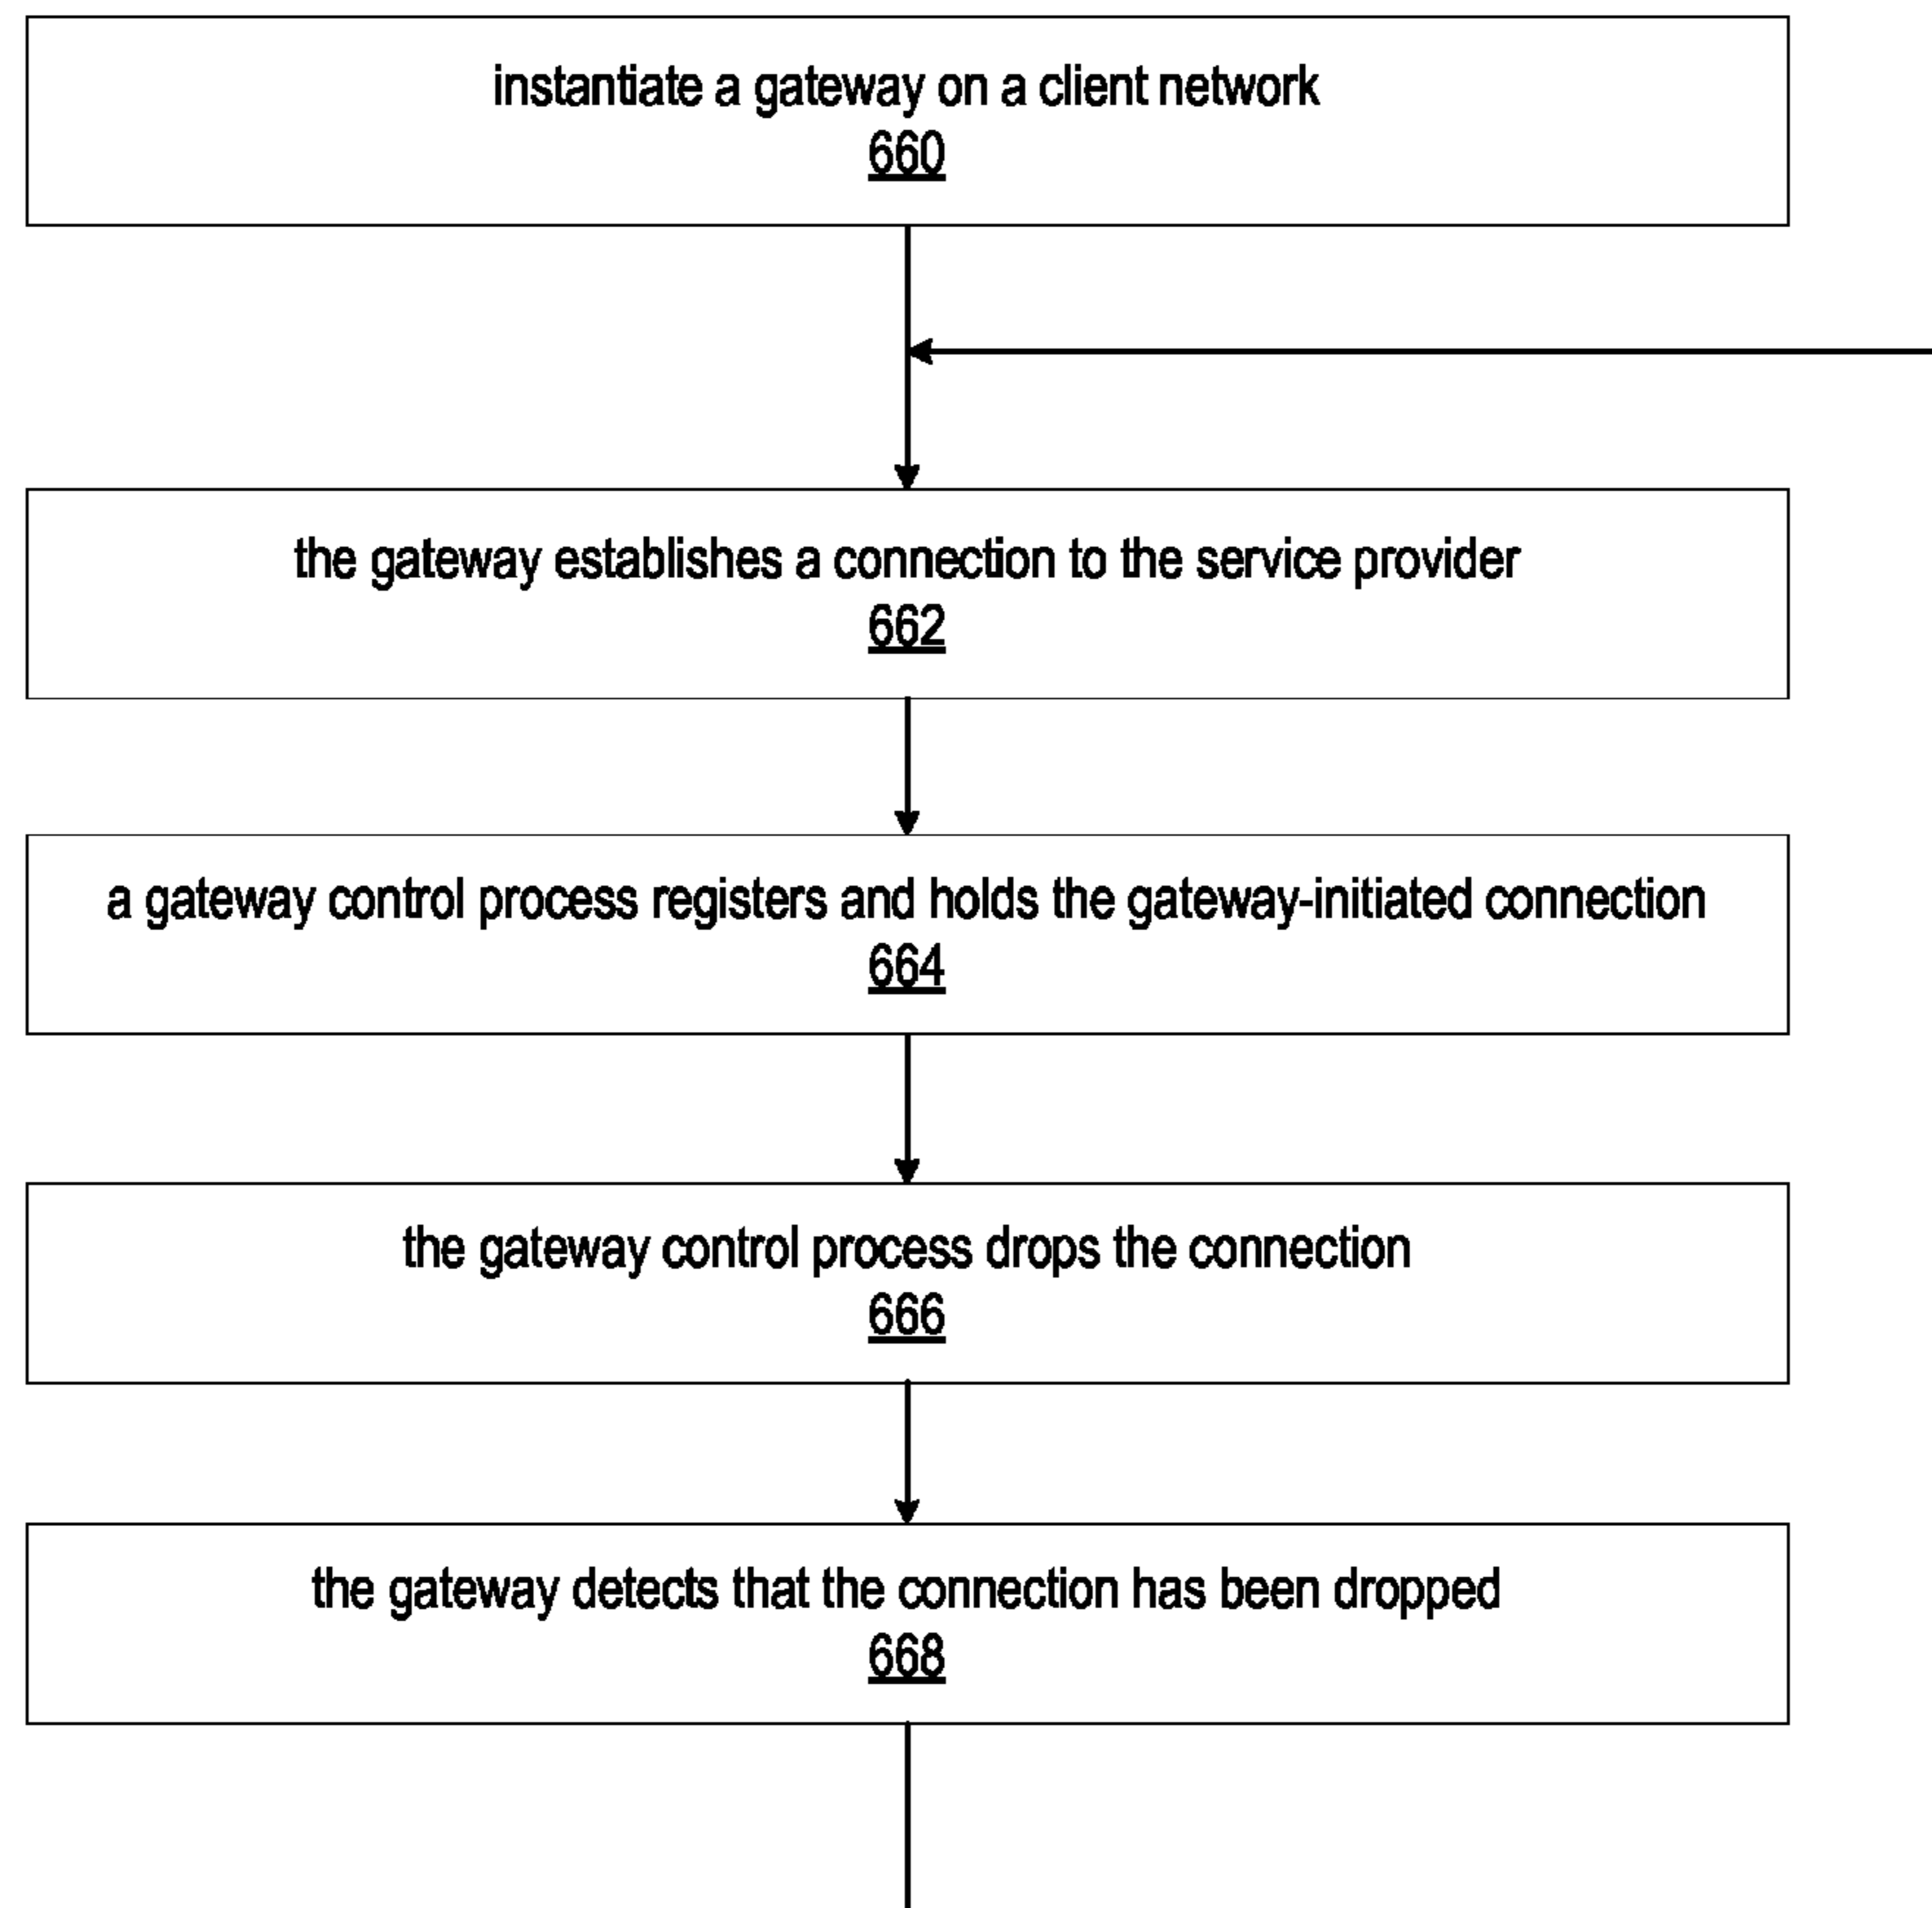 instantiate a gateway on a client network
660
the gateway establishes a connection to the service provider
662
a gateway control process registers and holds the gateway-initiated connection
664
the gateway control process drops the connection
666
the gateway detects that the connection has been dropped
668